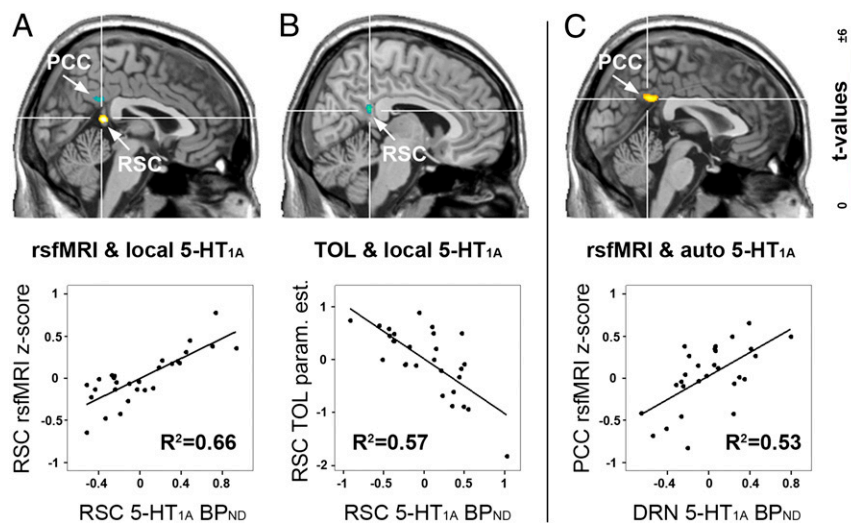 A
PCC
RSC
rsfMRI & local 5-HT1A
RSC rsfMRI z-score
1
0.5
0
-0.5
-1
R²=0.66
-0.4 0 0.4 0.8
RSC 5-HT1A BPND
B
RSC
TOL & local 5-HT1A
RSC TOL param. est.
1
0
-1
-2
R²=0.57
-1 -0.5 0 0.5 1
RSC 5-HT1A BPND
C
PCC
rsfMRI & auto 5-HT1A
PCC rsfMRI z-score
1
0.5
0
-0.5
-1
R²=0.53
-0.4 0 0.4 0.8
DRN 5-HT1A BPND
±6
t-values
0